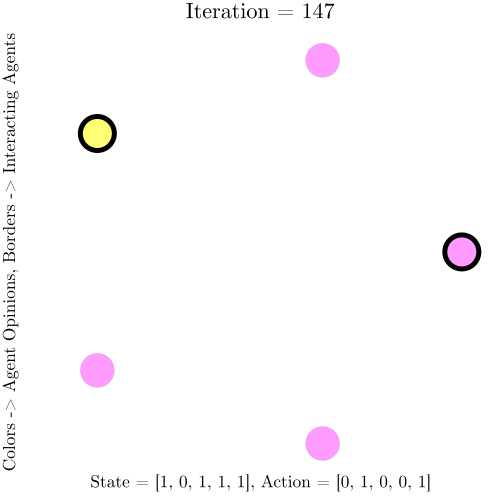 Iteration = 147
Colors -> Agent Opinions, Borders -> Interacting Agents
State = [1, 0, 1, 1, 1], Action = [0, 1, 0, 0, 1]